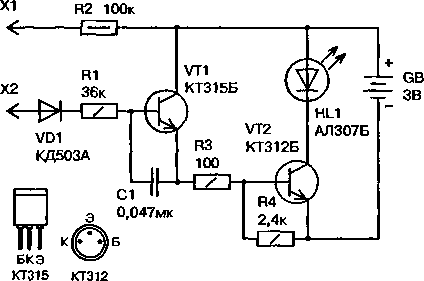 X1
R2 100к
VT1
КТ315Б
R1
36к
X2
VD1
КД503А
GB
3В
HL1
АЛ307Б
VT2
КТ312Б
R3
100
C1
0,047мк
R4
2,4к
Э
К
Б
БКЭ
КТ315
КТ312